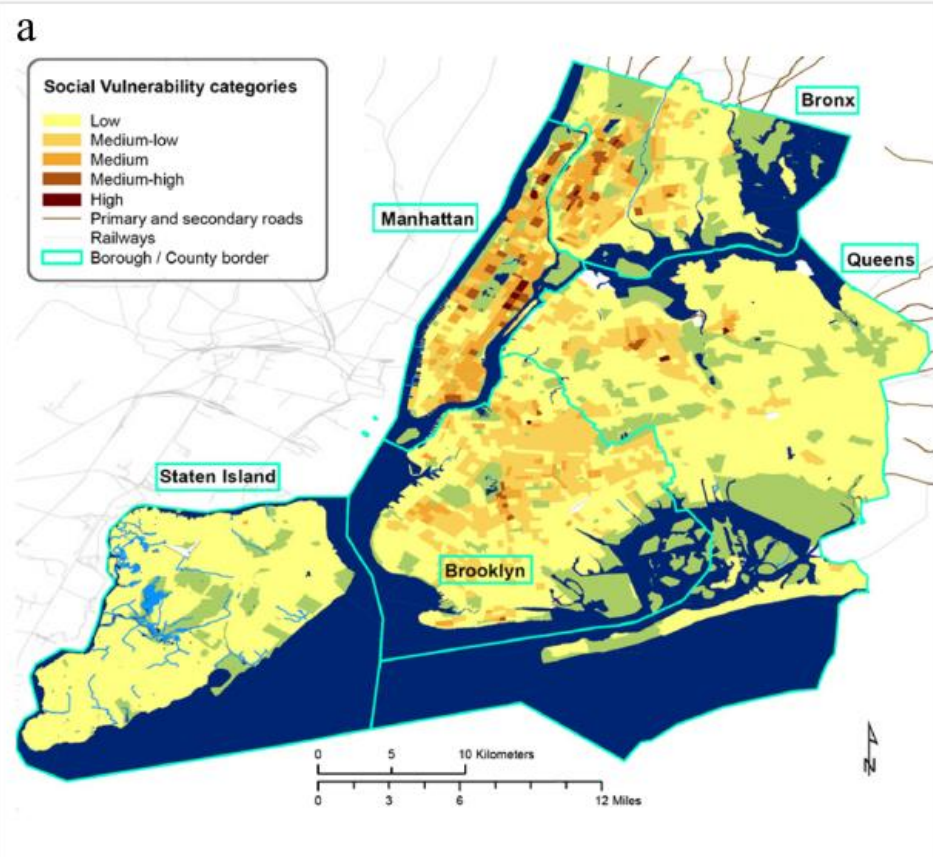 a
Social Vulnerability categories
Low
Medium-low
Medium
Medium-high
High
Primary and secondary roads
Railways
Borough / County border
Bronx
Manhattan
Queens
Staten Island
Brooklyn
0 5 10 Kilometers
0 3 6 12 Miles
N